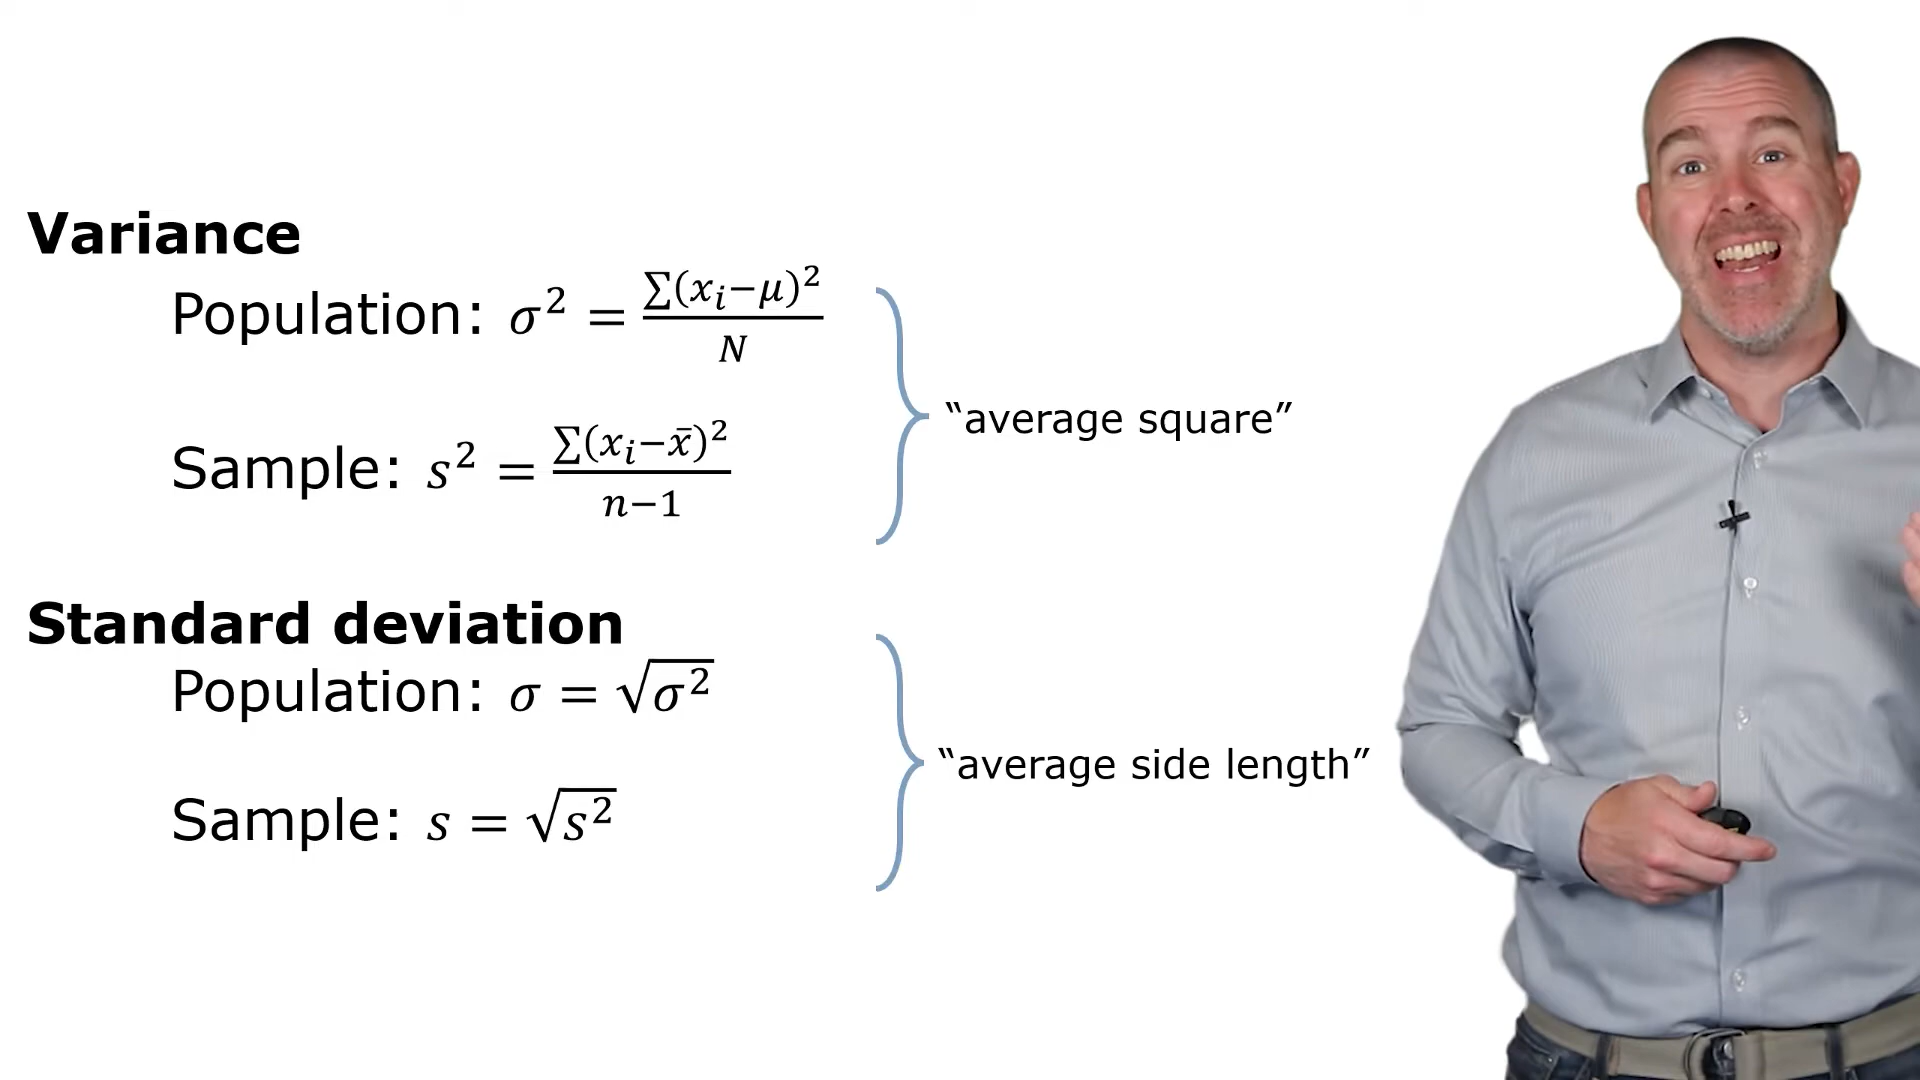 Variance
Population: σ² = ∑(xᵢ−μ)² / N
“average square”
Sample: s² = ∑(xᵢ−x̄)² / n−1
Standard deviation
Population: σ = √σ²
“average side length”
Sample: s = √s²